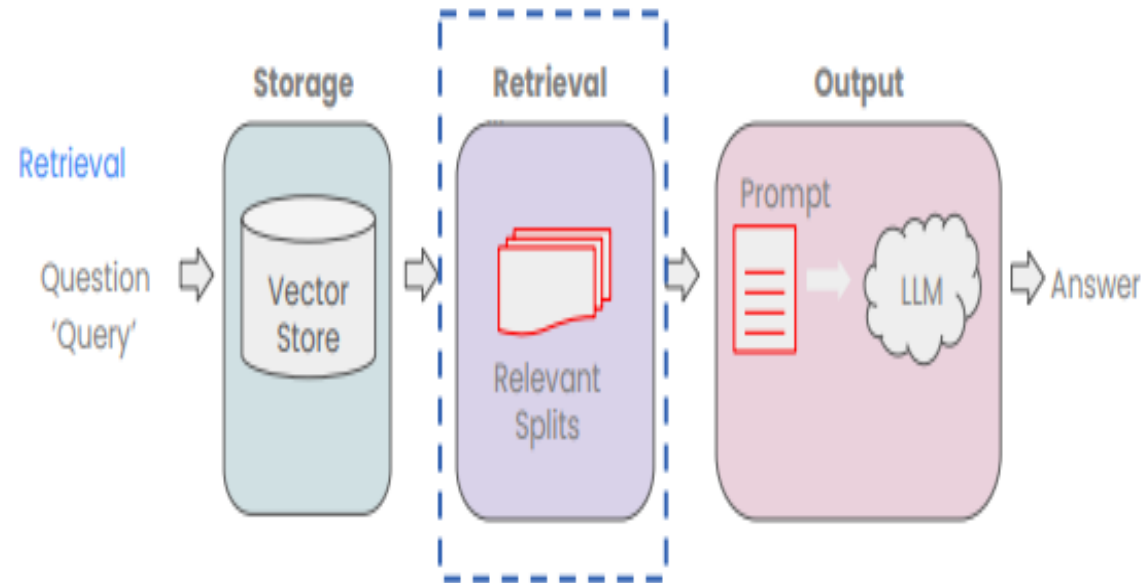 Storage
Retrieval
Output
Retrieval
Question
'Query'
Vector
Store
Relevant
Splits
Prompt
LLM
Answer